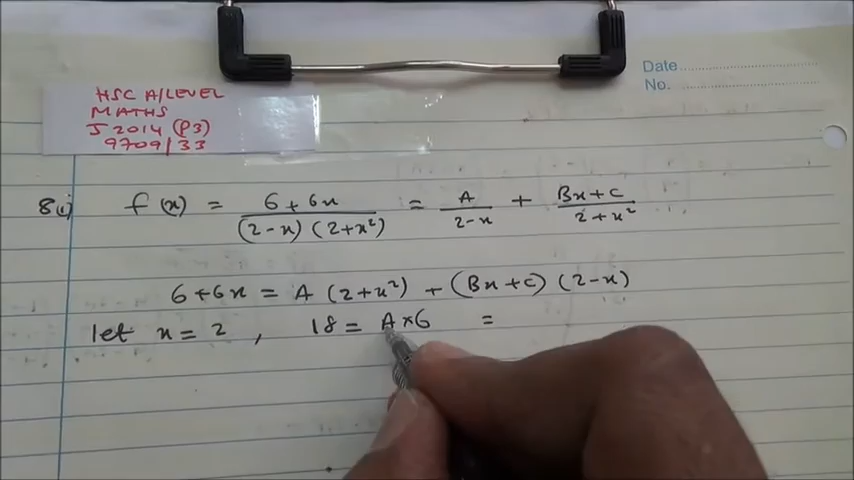 Date
No.
HSC A/LEVEL
MATHS
J 2014 (P3)
9709/33
8(i) f(x) = 6+6x / (2-x)(2+x²) = A / 2-x + Bx+C / 2+x²
6+6x = A(2+x²) + (Bx+C)(2-x)
let x = 2, 18 = A×6 =